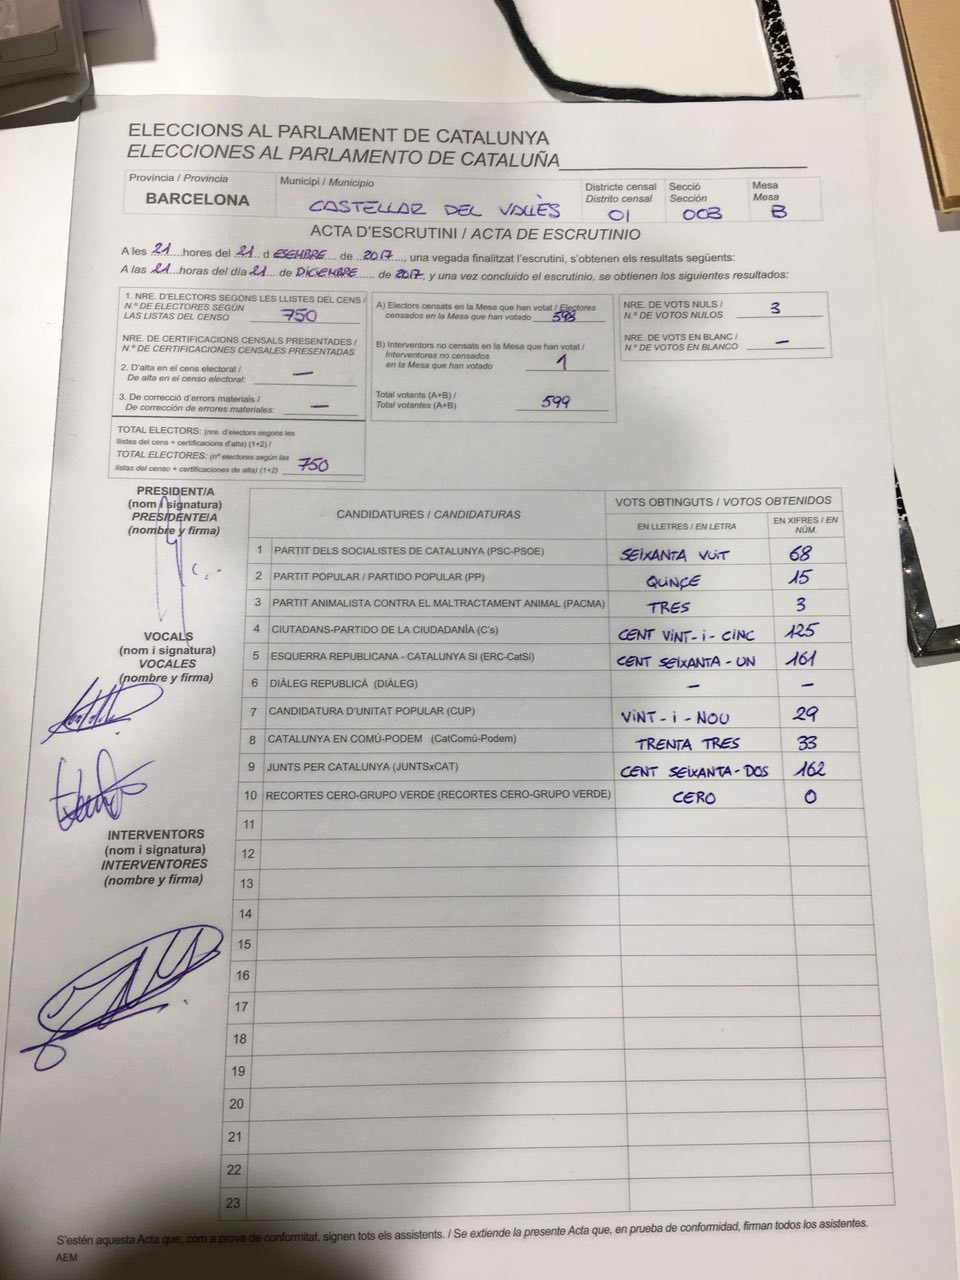 ELECCIONS AL PARLAMENT DE CATALUNYA
ELECCIONES AL PARLAMENTO DE CATALUÑA
Província / Provincia
BARCELONA
Municipi / Municipio
CASTELLAR DEL VALLÈS
Districte censal
Distrito censal
01
Secció
Sección
003
Mesa
Mesa
B
ACTA D'ESCRUTINI / ACTA DE ESCRUTINIO
A les 21 hores del 21 d ESEMBRE de 2017, una vegada finalitzat l'escrutini, s'obtenen els resultats següents:
A las 21 horas del día 21 de DICIEMBRE de 2017, y una vez concluido el escrutinio, se obtienen los siguientes resultados:
1. NRE. D'ELECTORS SEGONS LES LLISTES DEL CENS /
N.º DE ELECTORES SEGÚN
LAS LISTAS DEL CENSO 750
NRE. DE CERTIFICACIONS CENSALS PRESENTADES /
N.º DE CERTIFICACIONES CENSALES PRESENTADAS
2. D'alta en el cens electoral /
De alta en el censo electoral: —
3. De correcció d'errors materials /
De corrección de errores materiales: —
TOTAL ELECTORS: (nre. d'electors segons les
llistes del cens + certificacions d'alta) (1+2) /
TOTAL ELECTORES: (nº electores según las
listas del censo + certificaciones de alta) (1+2) 750
A) Electors censats en la Mesa que han votat / Electores
censados en la Mesa que han votado 598
B) Interventors no censats en la Mesa que han votat /
Interventores no censados
en la Mesa que han votado 1
Total votants (A+B) /
Total votantes (A+B) 599
NRE. DE VOTS NULS /
N.º DE VOTOS NULOS 3
NRE. DE VOTS EN BLANC /
N.º DE VOTOS EN BLANCO —
PRESIDENT/A
(nom i signatura)
PRESIDENTE/A
(nombre y firma)
VOCALS
(nom i signatura)
VOCALES
(nombre y firma)
INTERVENTORS
(nom i signatura)
INTERVENTORES
(nombre y firma)
CANDIDATURES / CANDIDATURAS
VOTS OBTINGUTS / VOTOS OBTENIDOS
EN LLETRES / EN LETRA
EN XIFRES / EN
NÚM.
1 PARTIT DELS SOCIALISTES DE CATALUNYA (PSC-PSOE) SEIXANTA VUIT 68
2 PARTIT POPULAR / PARTIDO POPULAR (PP) QUINÇE 15
3 PARTIT ANIMALISTA CONTRA EL MALTRACTAMENT ANIMAL (PACMA) TRES 3
4 CIUTADANS-PARTIDO DE LA CIUDADANÍA (C's) CENT VINT-I-CINC 125
5 ESQUERRA REPUBLICANA - CATALUNYA SI (ERC-CatSí) CENT SEIXANTA-UN 161
6 DIÀLEG REPUBLICÀ (DIÀLEG) — —
7 CANDIDATURA D'UNITAT POPULAR (CUP) VINT-I-NOU 29
8 CATALUNYA EN COMÚ-PODEM (CatComú-Podem) TRENTA TRES 33
9 JUNTS PER CATALUNYA (JUNTSxCAT) CENT SEIXANTA-DOS 162
10 RECORTES CERO-GRUPO VERDE (RECORTES CERO-GRUPO VERDE) CERO 0
11
12
13
14
15
16
17
18
19
20
21
22
23
S'estén aquesta Acta que, com a prova de conformitat, signen tots els assistents. / Se extiende la presente Acta que, en prueba de conformidad, firman todos los asistentes.
AEM